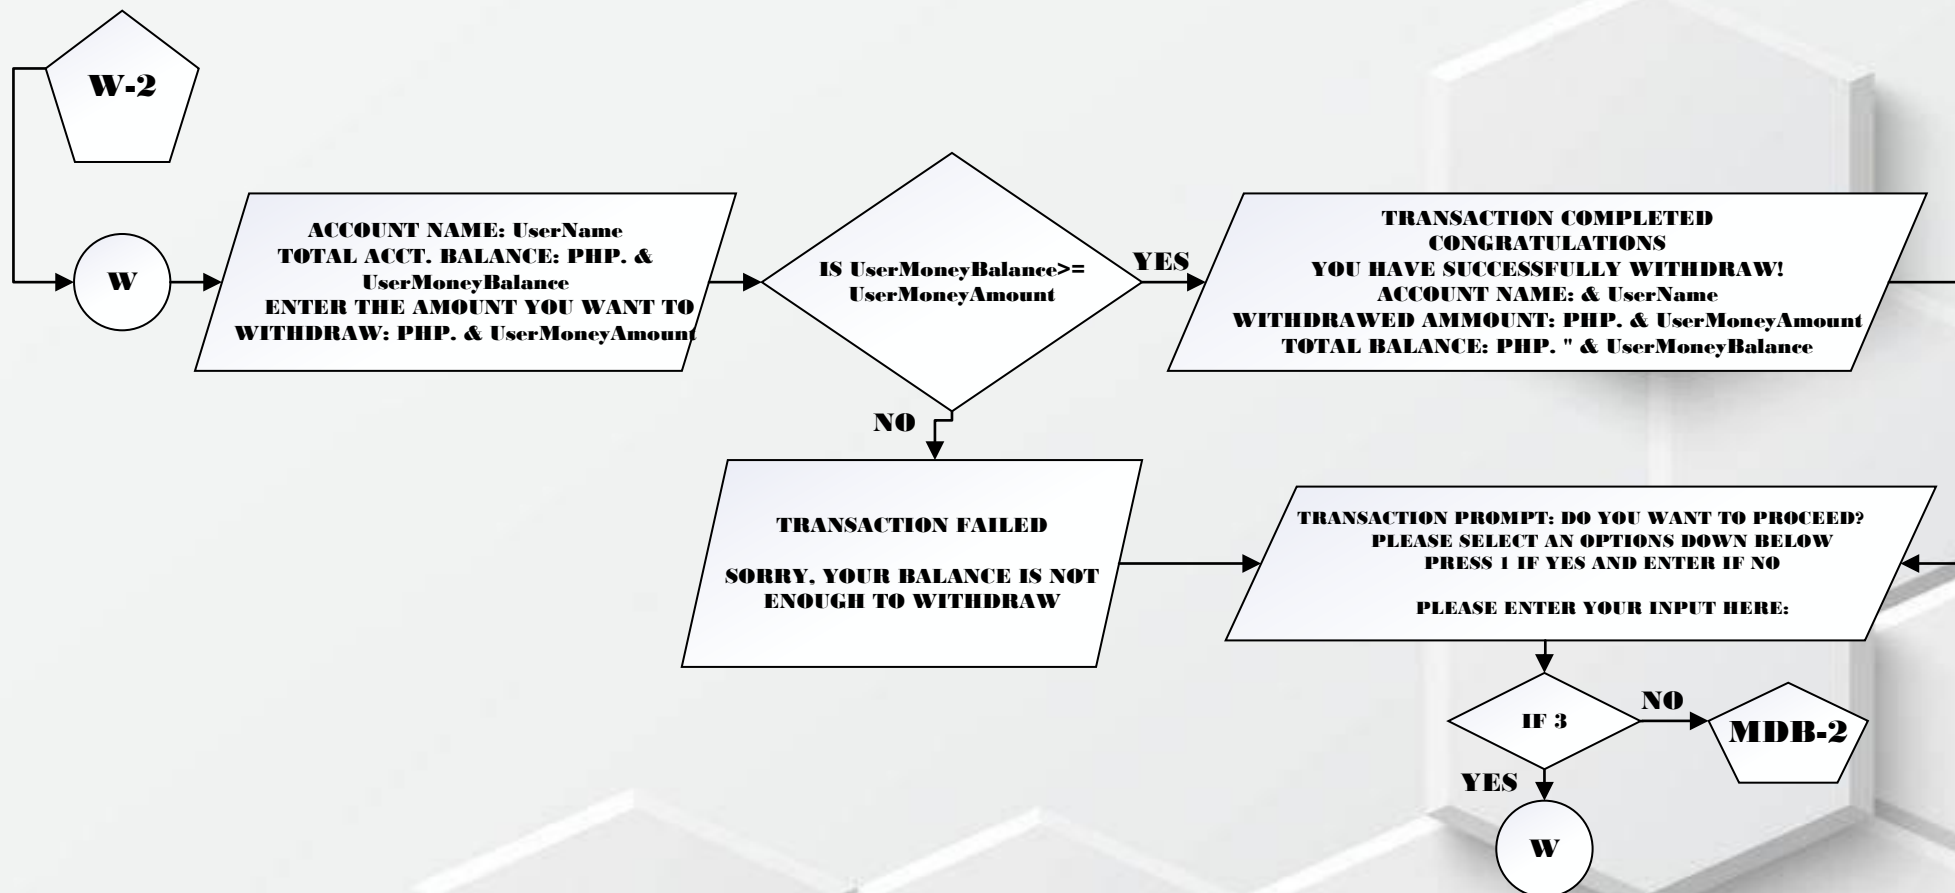 W-2
W
ACCOUNT NAME: UserName
TOTAL ACCT. BALANCE: PHP. &
UserMoneyBalance
ENTER THE AMOUNT YOU WANT TO
WITHDRAW: PHP. & UserMoneyAmount
IS UserMoneyBalance>=
UserMoneyAmount
YES
TRANSACTION COMPLETED
CONGRATULATIONS
YOU HAVE SUCCESSFULLY WITHDRAW!
ACCOUNT NAME: & UserName
WITHDRAWED AMMOUNT: PHP. & UserMoneyAmount
TOTAL BALANCE: PHP. " & UserMoneyBalance
NO
TRANSACTION FAILED
SORRY, YOUR BALANCE IS NOT
ENOUGH TO WITHDRAW
TRANSACTION PROMPT: DO YOU WANT TO PROCEED?
PLEASE SELECT AN OPTIONS DOWN BELOW
PRESS 1 IF YES AND ENTER IF NO
PLEASE ENTER YOUR INPUT HERE:
IF 3
NO
MDB-2
YES
W